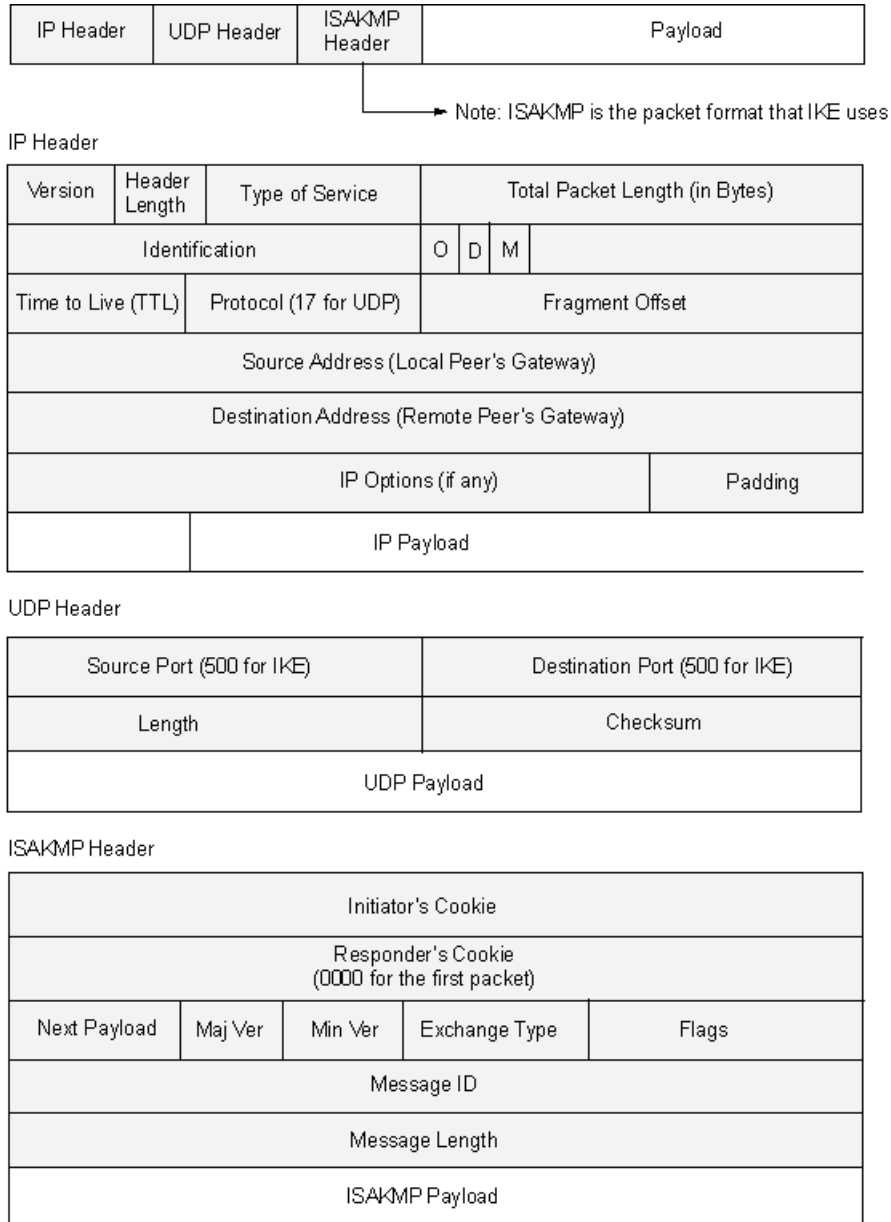 IP Header UDP Header ISAKMP Header Payload
Note: ISAKMP is the packet format that IKE uses
IP Header
Version Header Length Type of Service Total Packet Length (in Bytes)
Identification O D M
Time to Live (TTL) Protocol (17 for UDP) Fragment Offset
Source Address (Local Peer's Gateway)
Destination Address (Remote Peer's Gateway)
IP Options (if any) Padding
IP Payload
UDP Header
Source Port (500 for IKE) Destination Port (500 for IKE)
Length Checksum
UDP Payload
ISAKMP Header
Initiator's Cookie
Responder's Cookie
(0000 for the first packet)
Next Payload Maj Ver Min Ver Exchange Type Flags
Message ID
Message Length
ISAKMP Payload